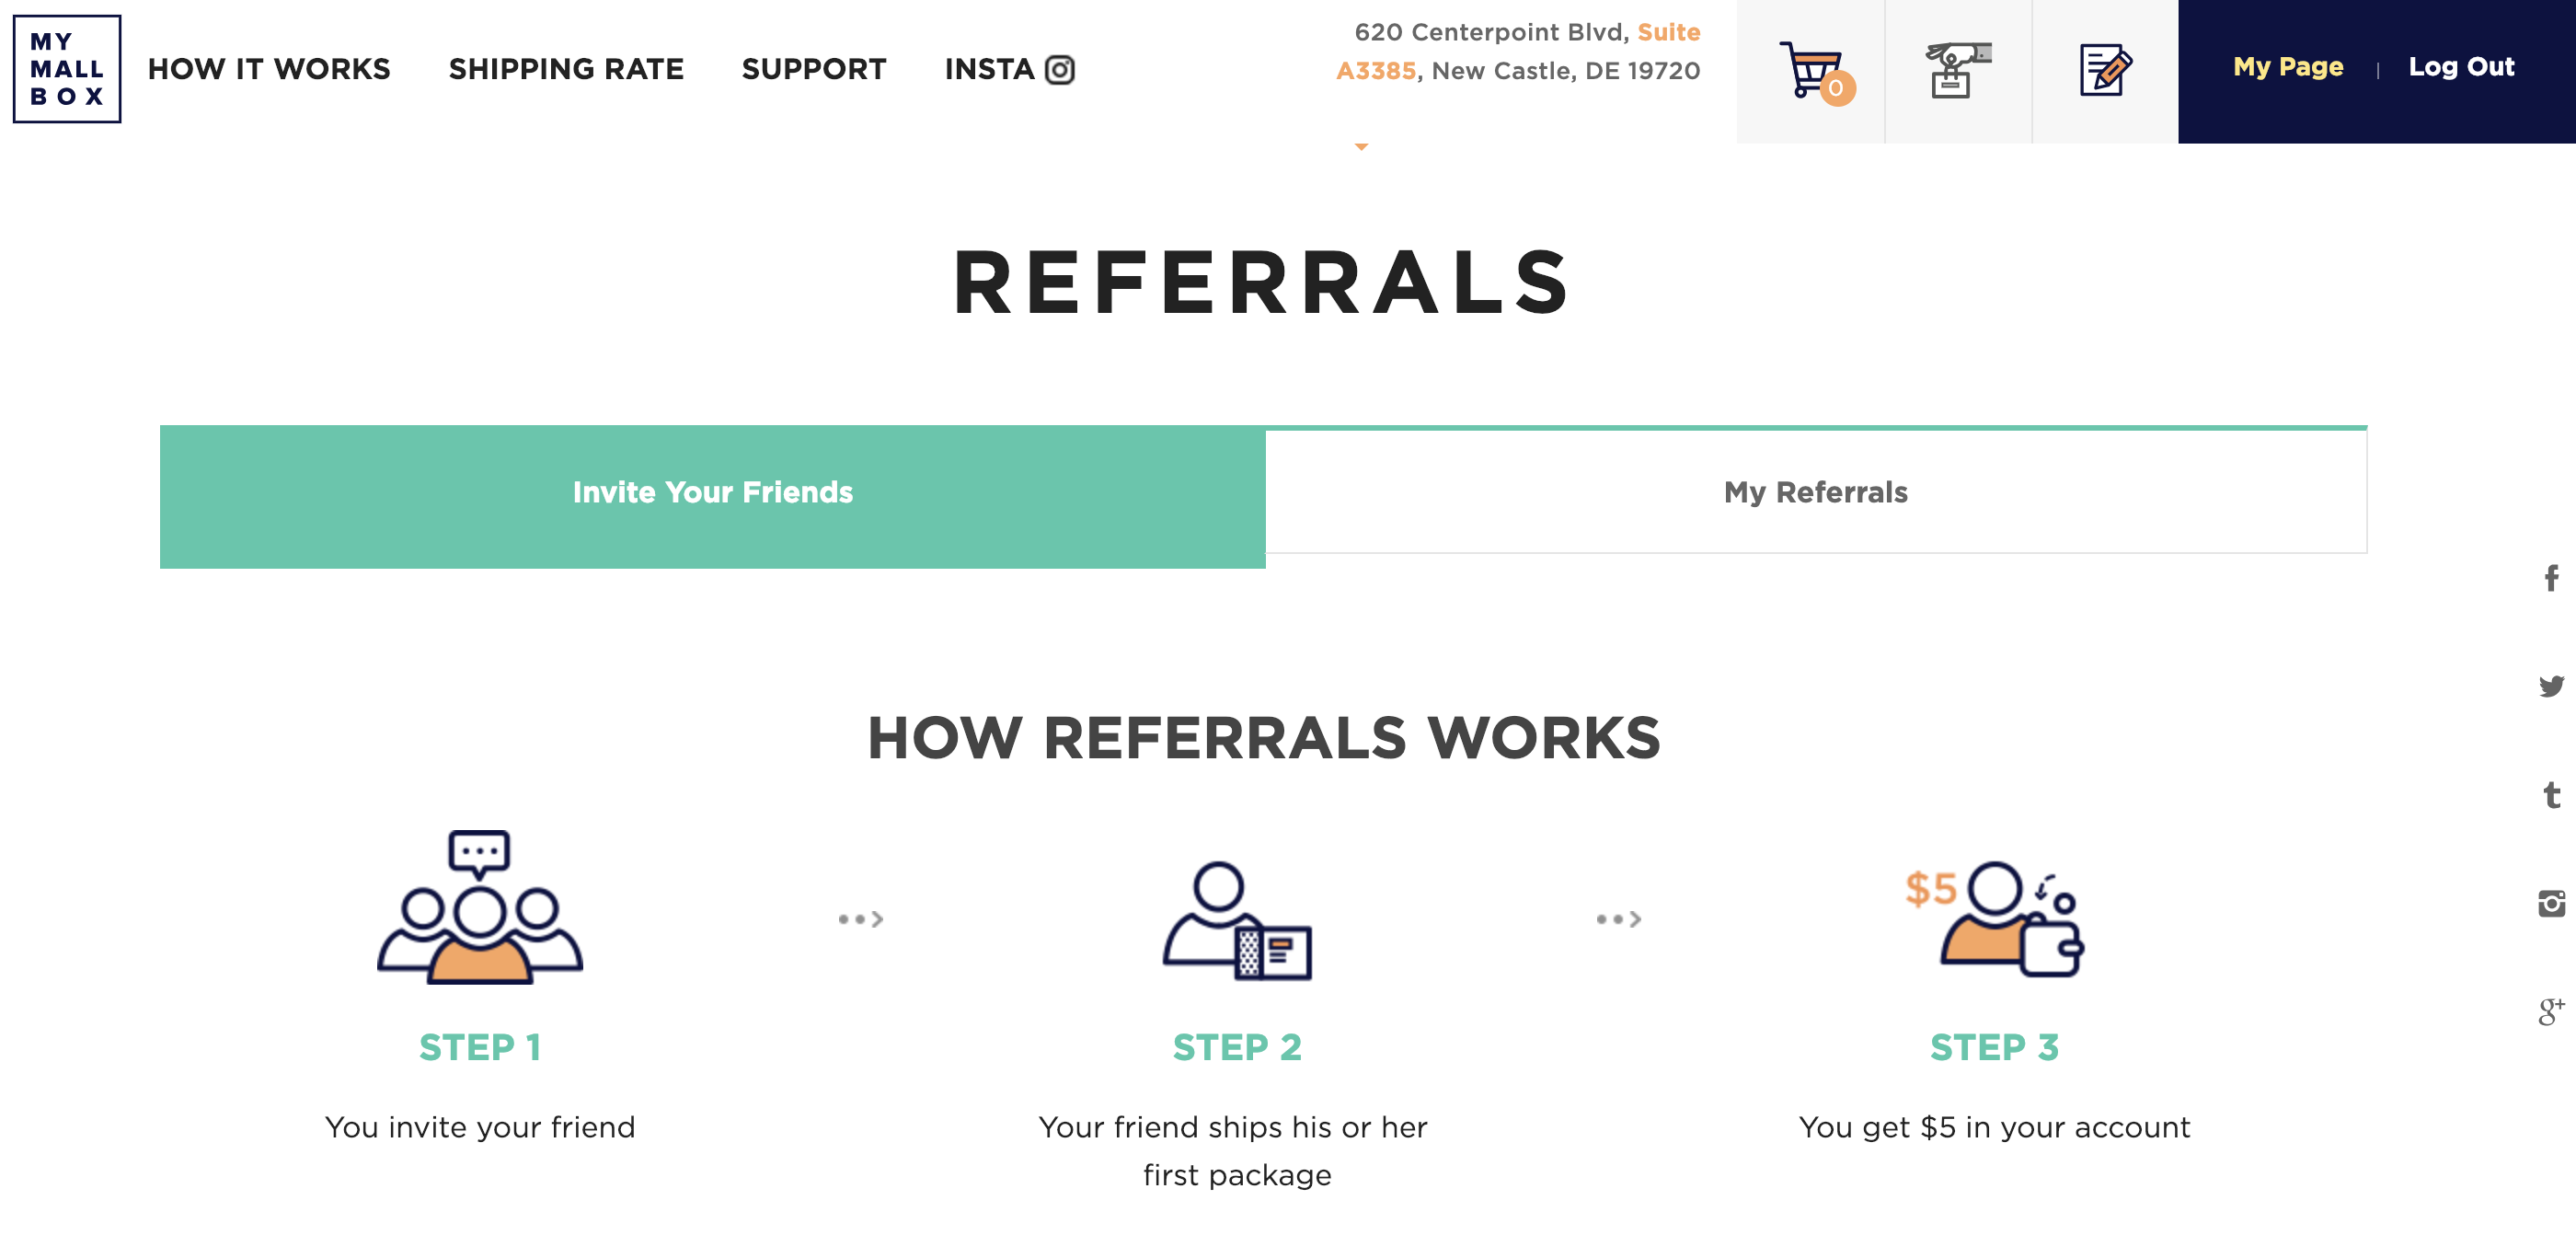 MY
MALL
BOX
HOW IT WORKS
SHIPPING RATE
SUPPORT
INSTA
620 Centerpoint Blvd, Suite
A3385, New Castle, DE 19720
0
My Page
Log Out
REFERRALS
Invite Your Friends
My Referrals
HOW REFERRALS WORKS
$5
STEP 1
STEP 2
STEP 3
You invite your friend
Your friend ships his or her
first package
You get $5 in your account